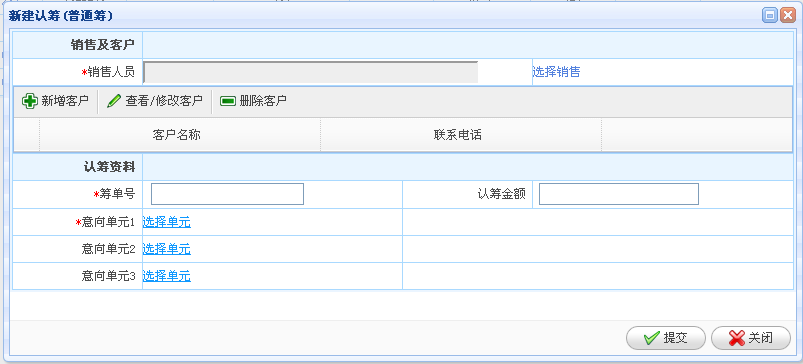 新建认筹(普通筹)
销售及客户
*销售人员 选择销售
新增客户 查看/修改客户 删除客户
客户名称 联系电话
认筹资料
*筹单号 认筹金额
*意向单元1 选择单元
意向单元2 选择单元
意向单元3 选择单元
提交 关闭